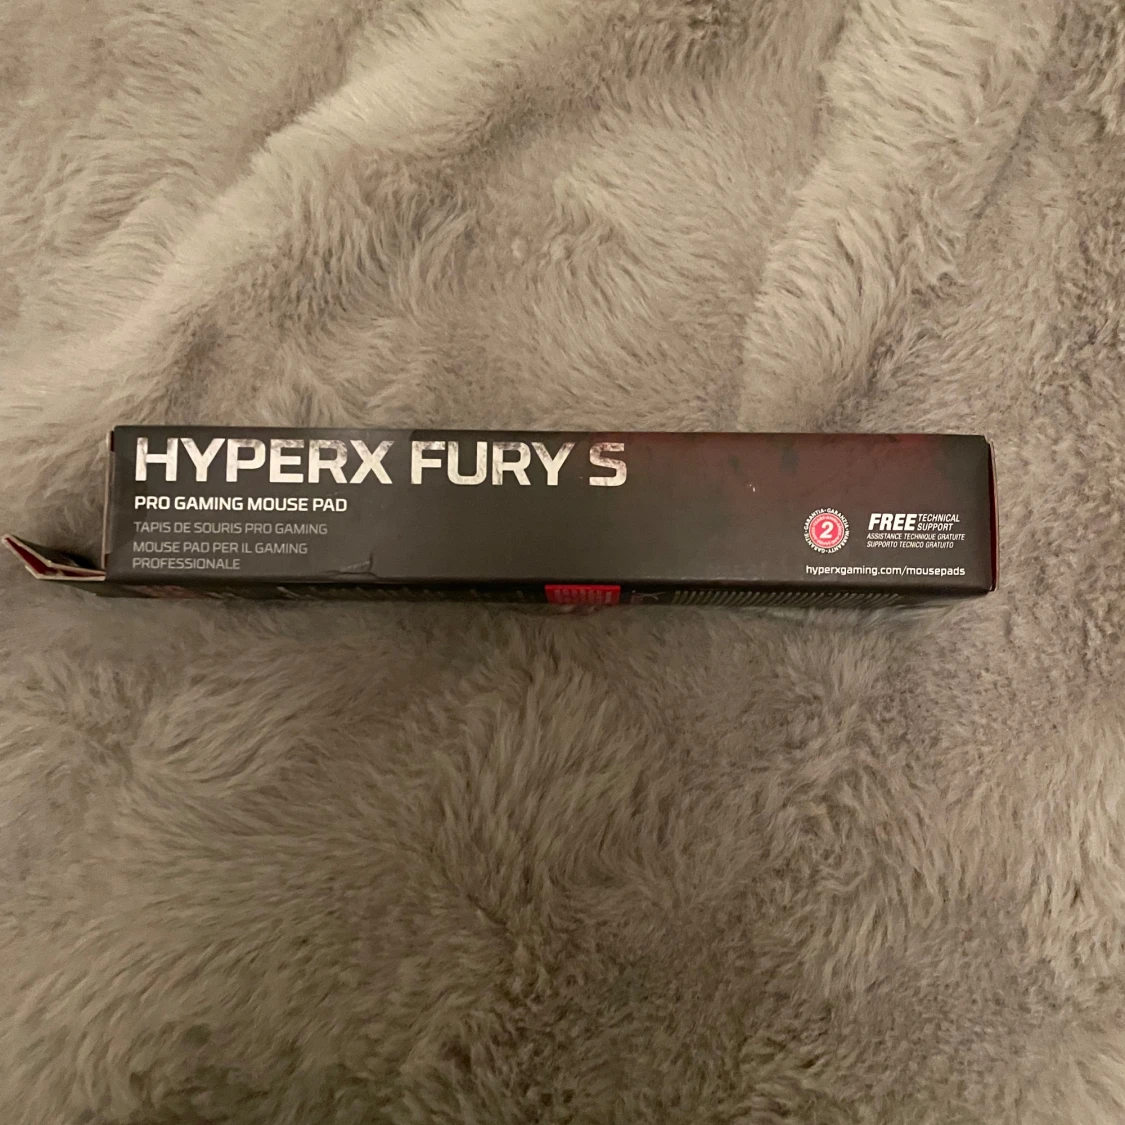 HYPERX FURY S
PRO GAMING MOUSE PAD
TAPIS DE SOURIS PRO GAMING
MOUSE PAD PER IL GAMING
PROFESSIONALE
2
FREE TECHNICAL
SUPPORT
ASSISTANCE TECHNIQUE GRATUITE
SUPPORTO TECNICO GRATUITO
hyperxgaming.com/mousepads